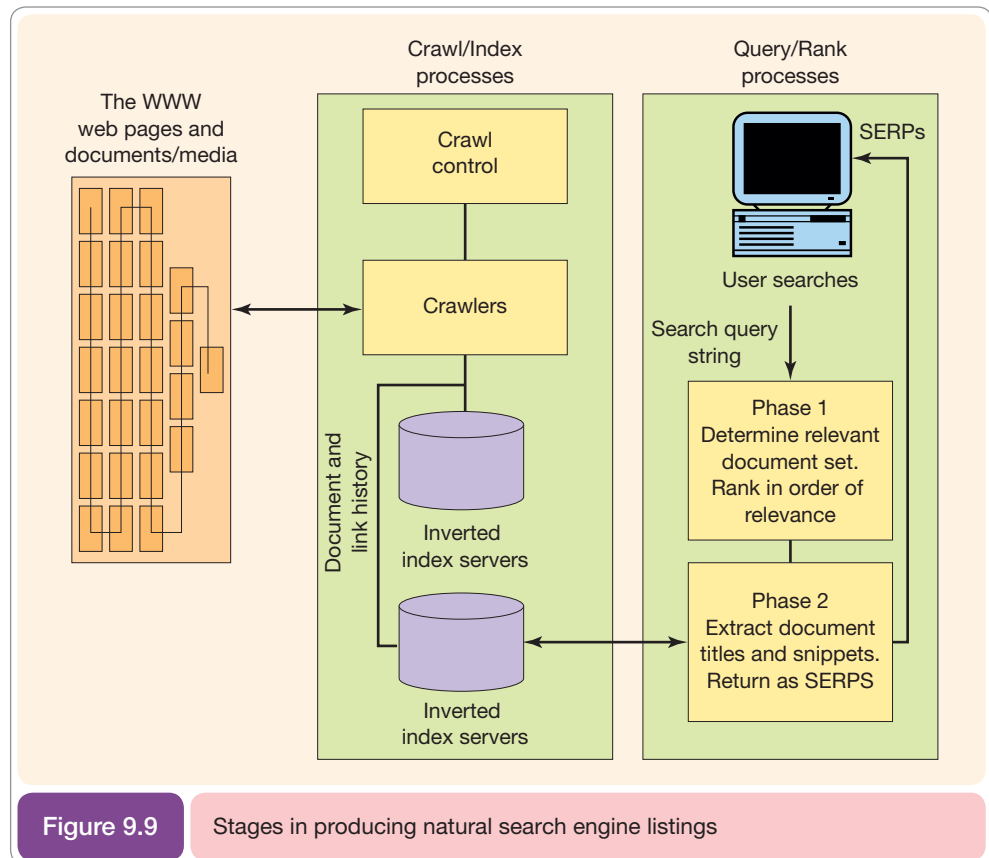 Crawl/Index
processes
Query/Rank
processes
The WWW
web pages and
documents/media
Crawl
control
Crawlers
Document and
link history
Inverted
index servers
Inverted
index servers
SERPs
User searches
Search query
string
Phase 1
Determine relevant
document set.
Rank in order of
relevance
Phase 2
Extract document
titles and snippets.
Return as SERPS
Figure 9.9
Stages in producing natural search engine listings